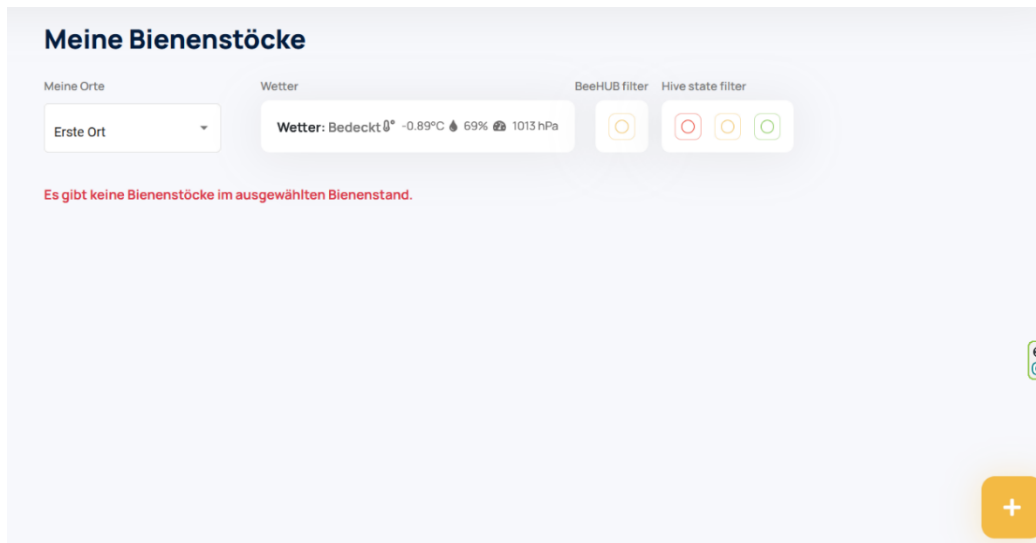 Meine Bienenstöcke
Meine Orte
Wetter
BeeHUB filter
Hive state filter
Erste Ort
Wetter: Bedeckt -0.89°C 69% 1013 hPa
Es gibt keine Bienenstöcke im ausgewählten Bienenstand.